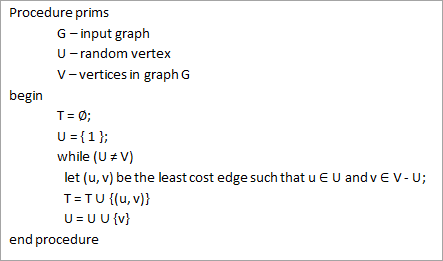 Procedure prims
G – input graph
U – random vertex
V – vertices in graph G
begin
T = Ø;
U = { 1 };
while (U ≠ V)
let (u, v) be the least cost edge such that u ∈ U and v ∈ V - U;
T = T U {(u, v)}
U = U U {v}
end procedure